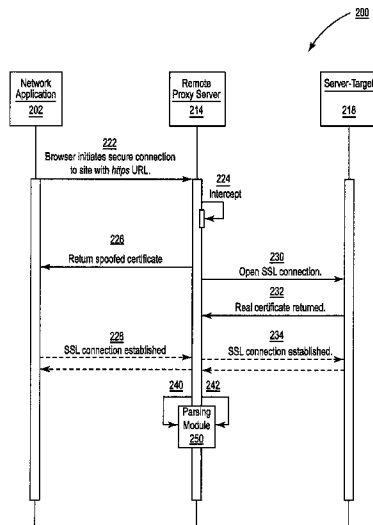 200
Network
Application
202
Remote
Proxy Server
214
Server-Target
218
222
Browser initiates secure connection
to site with https URL.
224
Intercept
226
Return spoofed certificate
230
Open SSL connection.
232
Real certificate returned.
228
SSL connection established
234
SSL connection established.
240
242
Parsing
Module
250